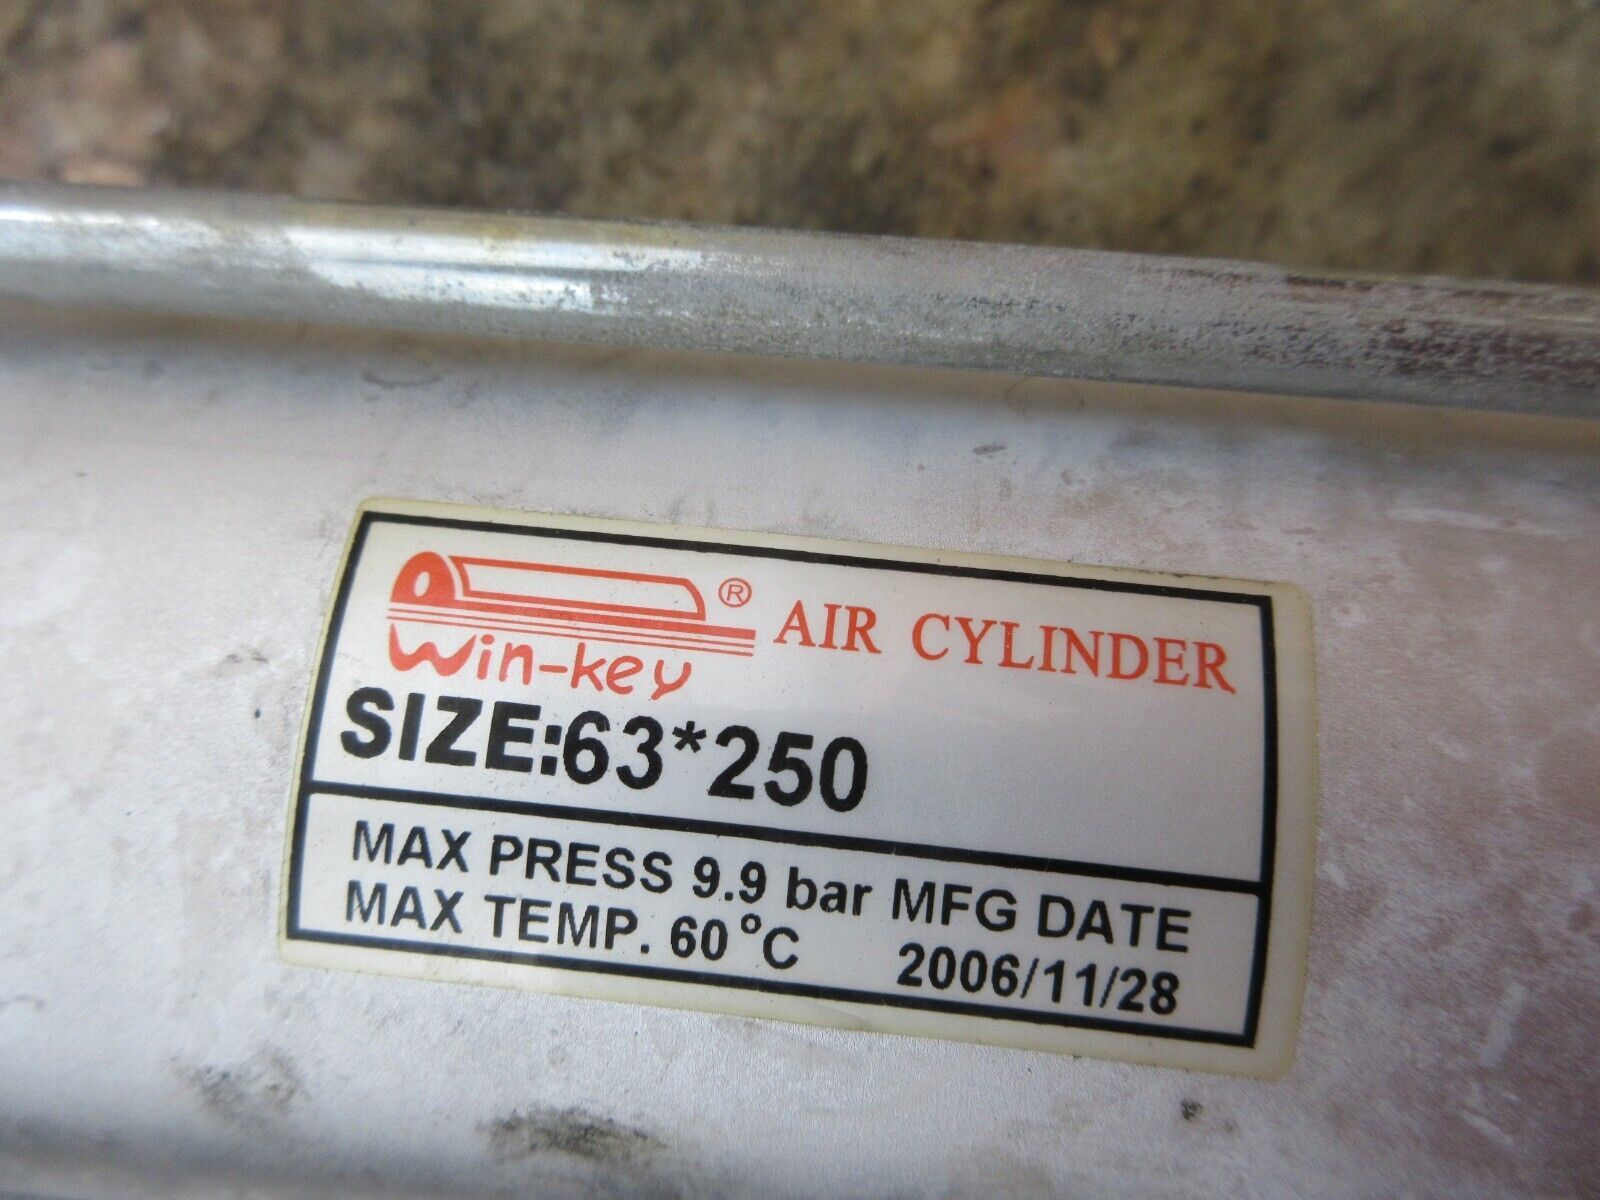 ® AIR CYLINDER
Win-key
SIZE:63*250
MAX PRESS 9.9 bar MFG DATE
MAX TEMP. 60°C 2006/11/28